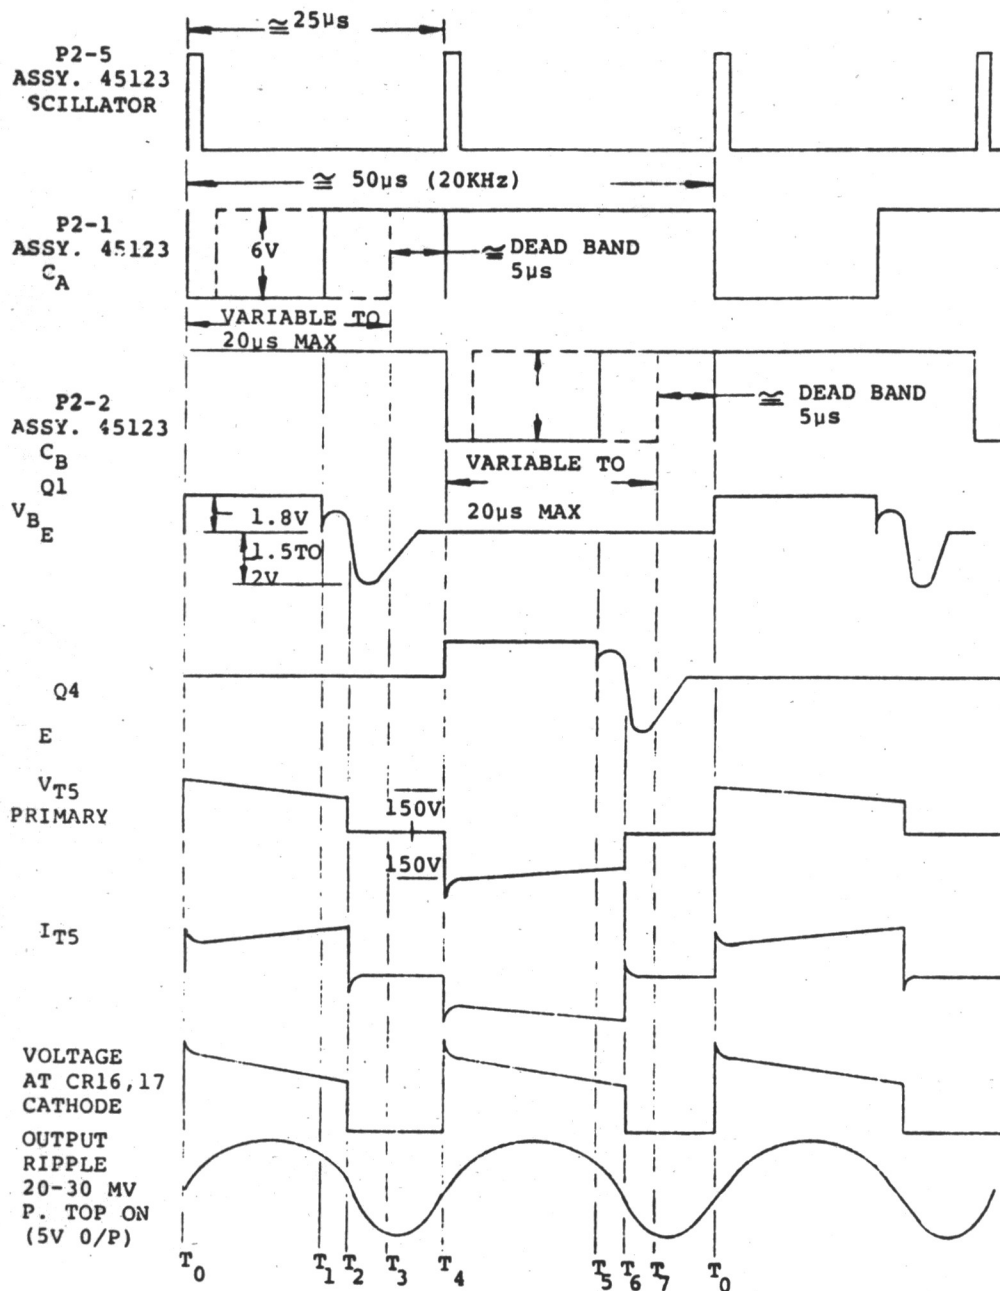 ≅ 25µs
P2-5
ASSY. 45123
SCILLATOR
≅ 50µs (20KHz)
P2-1
ASSY. 45123
CA
6V
≅ DEAD BAND
5µs
VARIABLE TO
20µs MAX
P2-2
ASSY. 45123
CB
≅ DEAD BAND
5µs
VARIABLE TO
20µs MAX
Q1
VBE
1.8V
1.5TO
2V
Q4
E
VT5
PRIMARY
150V
150V
IT5
VOLTAGE
AT CR16,17
CATHODE
OUTPUT
RIPPLE
20-30 MV
P. TOP ON
(5V O/P)
T0 T1 T2 T3 T4 T5 T6 T7 T0